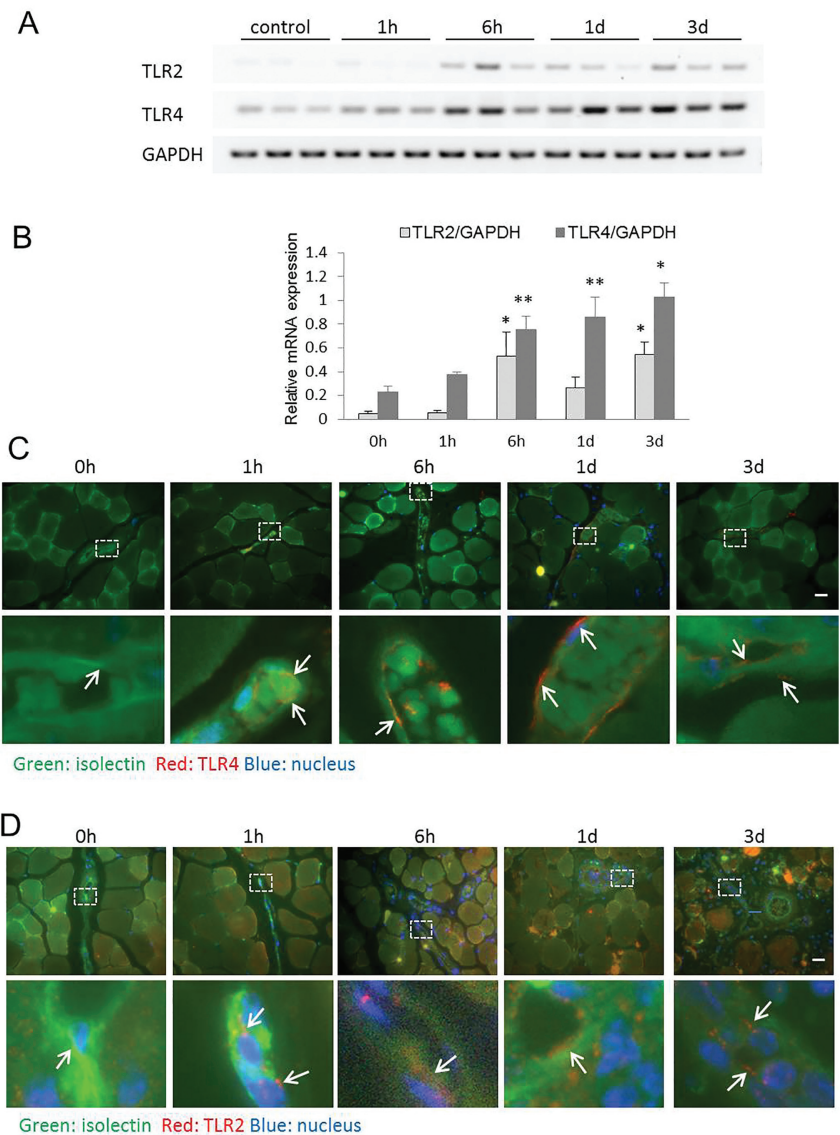 A
control 1h 6h 1d 3d
TLR2
TLR4
GAPDH
B
TLR2/GAPDH TLR4/GAPDH
Relative mRNA expression
1.4
1.2
1
0.8
0.6
0.4
0.2
0
* ** ** * *
0h 1h 6h 1d 3d
C
0h 1h 6h 1d 3d
Green: isolectin Red: TLR4 Blue: nucleus
D
0h 1h 6h 1d 3d
Green: isolectin Red: TLR2 Blue: nucleus